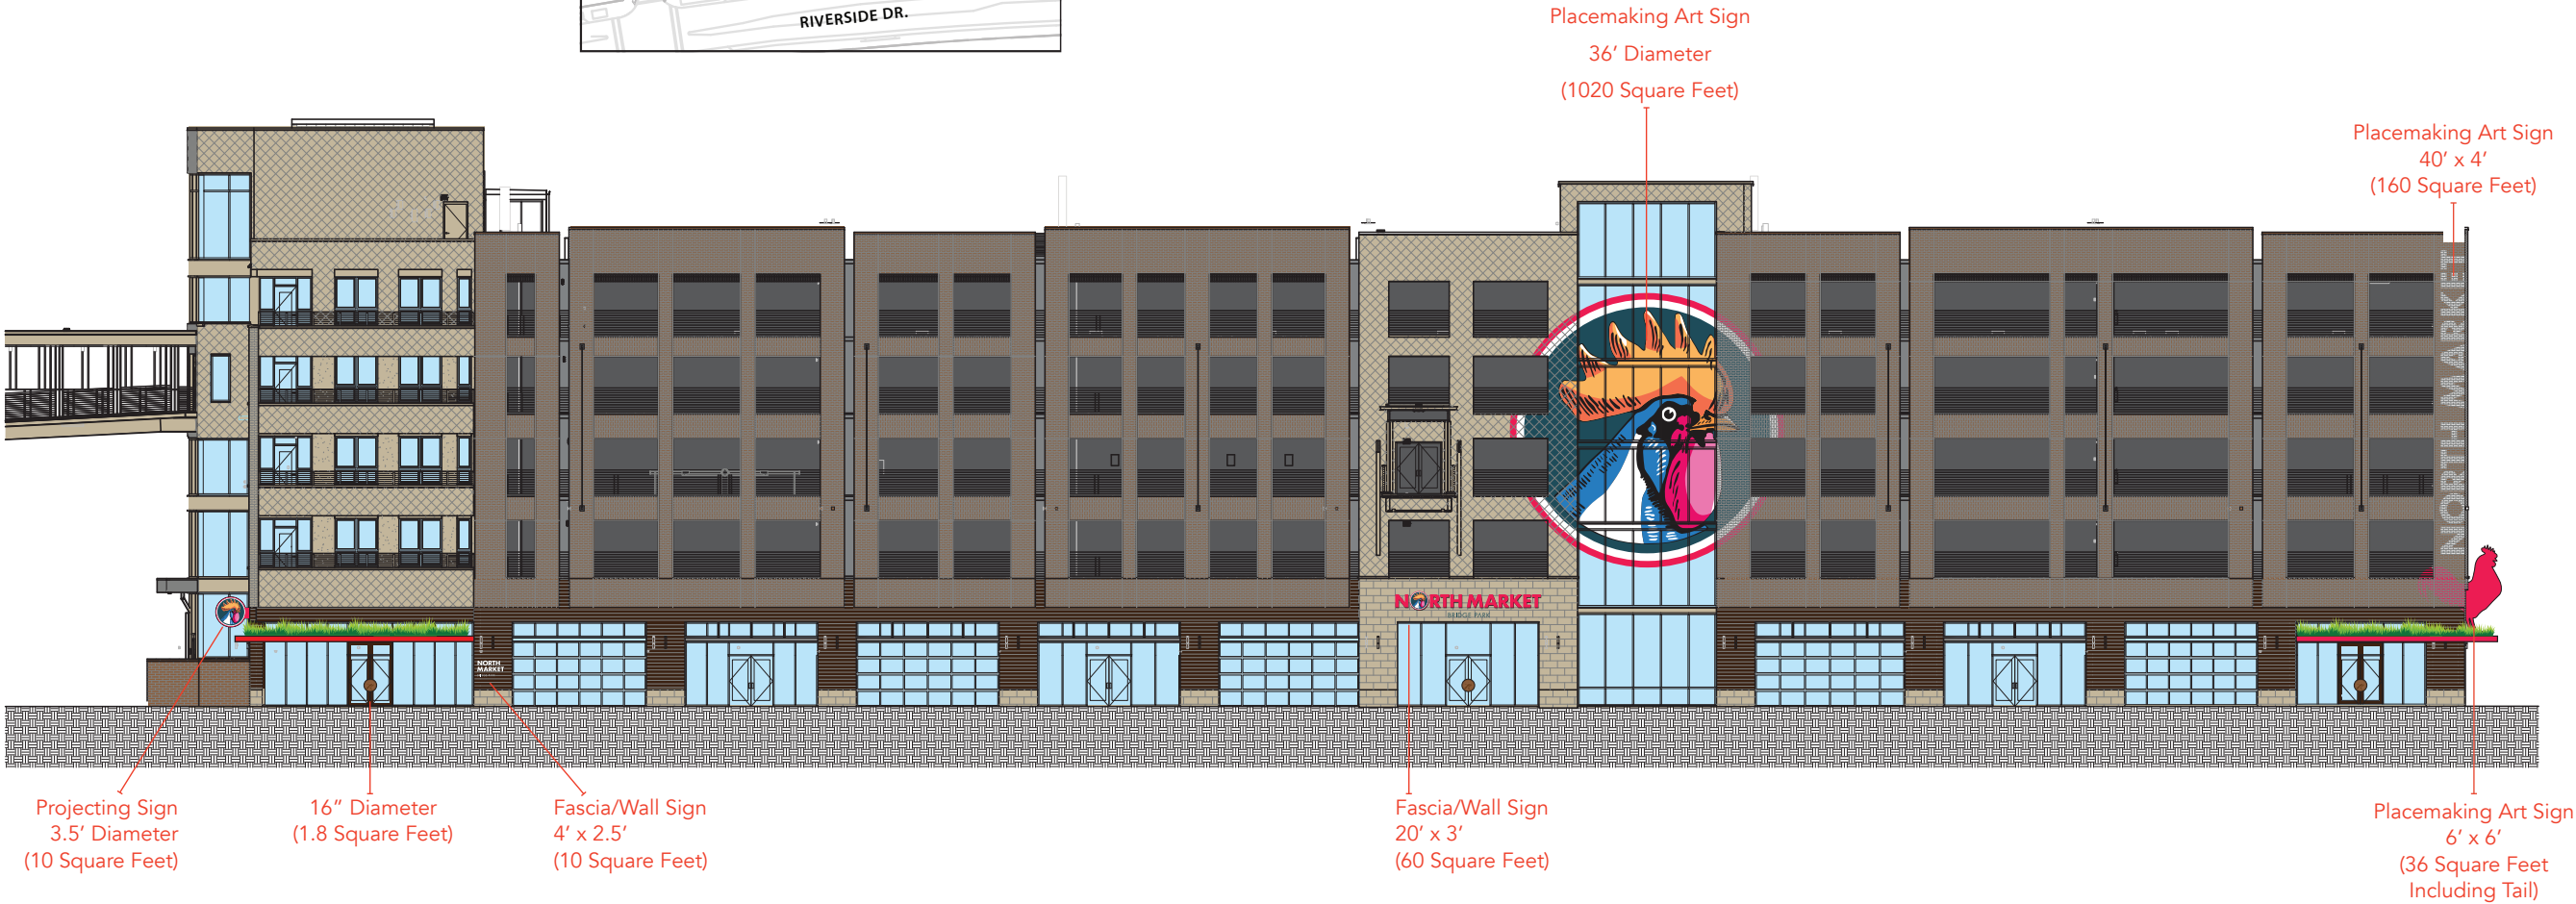 RIVERSIDE DR.
Placemaking Art Sign
36’ Diameter
(1020 Square Feet)
Placemaking Art Sign
40’ x 4’
(160 Square Feet)
NORTH MARKET
NORTH MARKET
BRIDGE PARK
NORTH
MARKET
Projecting Sign
3.5’ Diameter
(10 Square Feet)
16” Diameter
(1.8 Square Feet)
Fascia/Wall Sign
4’ x 2.5’
(10 Square Feet)
Fascia/Wall Sign
20’ x 3’
(60 Square Feet)
Placemaking Art Sign
6’ x 6’
(36 Square Feet
Including Tail)